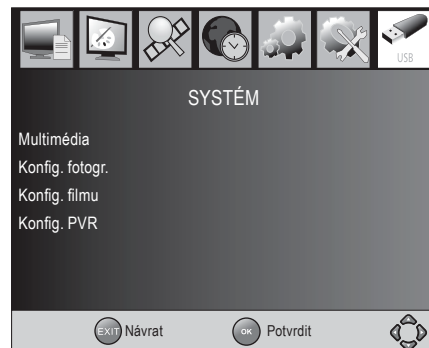 USB
SYSTÉM
Multimédia
Konfig. fotogr.
Konfig. filmu
Konfig. PVR
EXIT Návrat OK Potvrdit